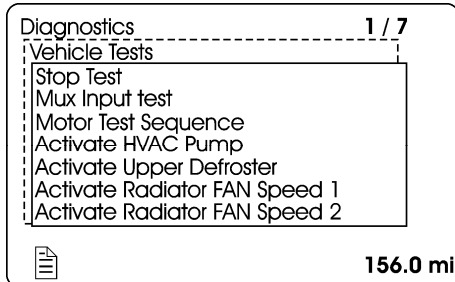 Diagnostics 1 / 7
Vehicle Tests
Stop Test
Mux Input test
Motor Test Sequence
Activate HVAC Pump
Activate Upper Defroster
Activate Radiator FAN Speed 1
Activate Radiator FAN Speed 2
156.0 mi